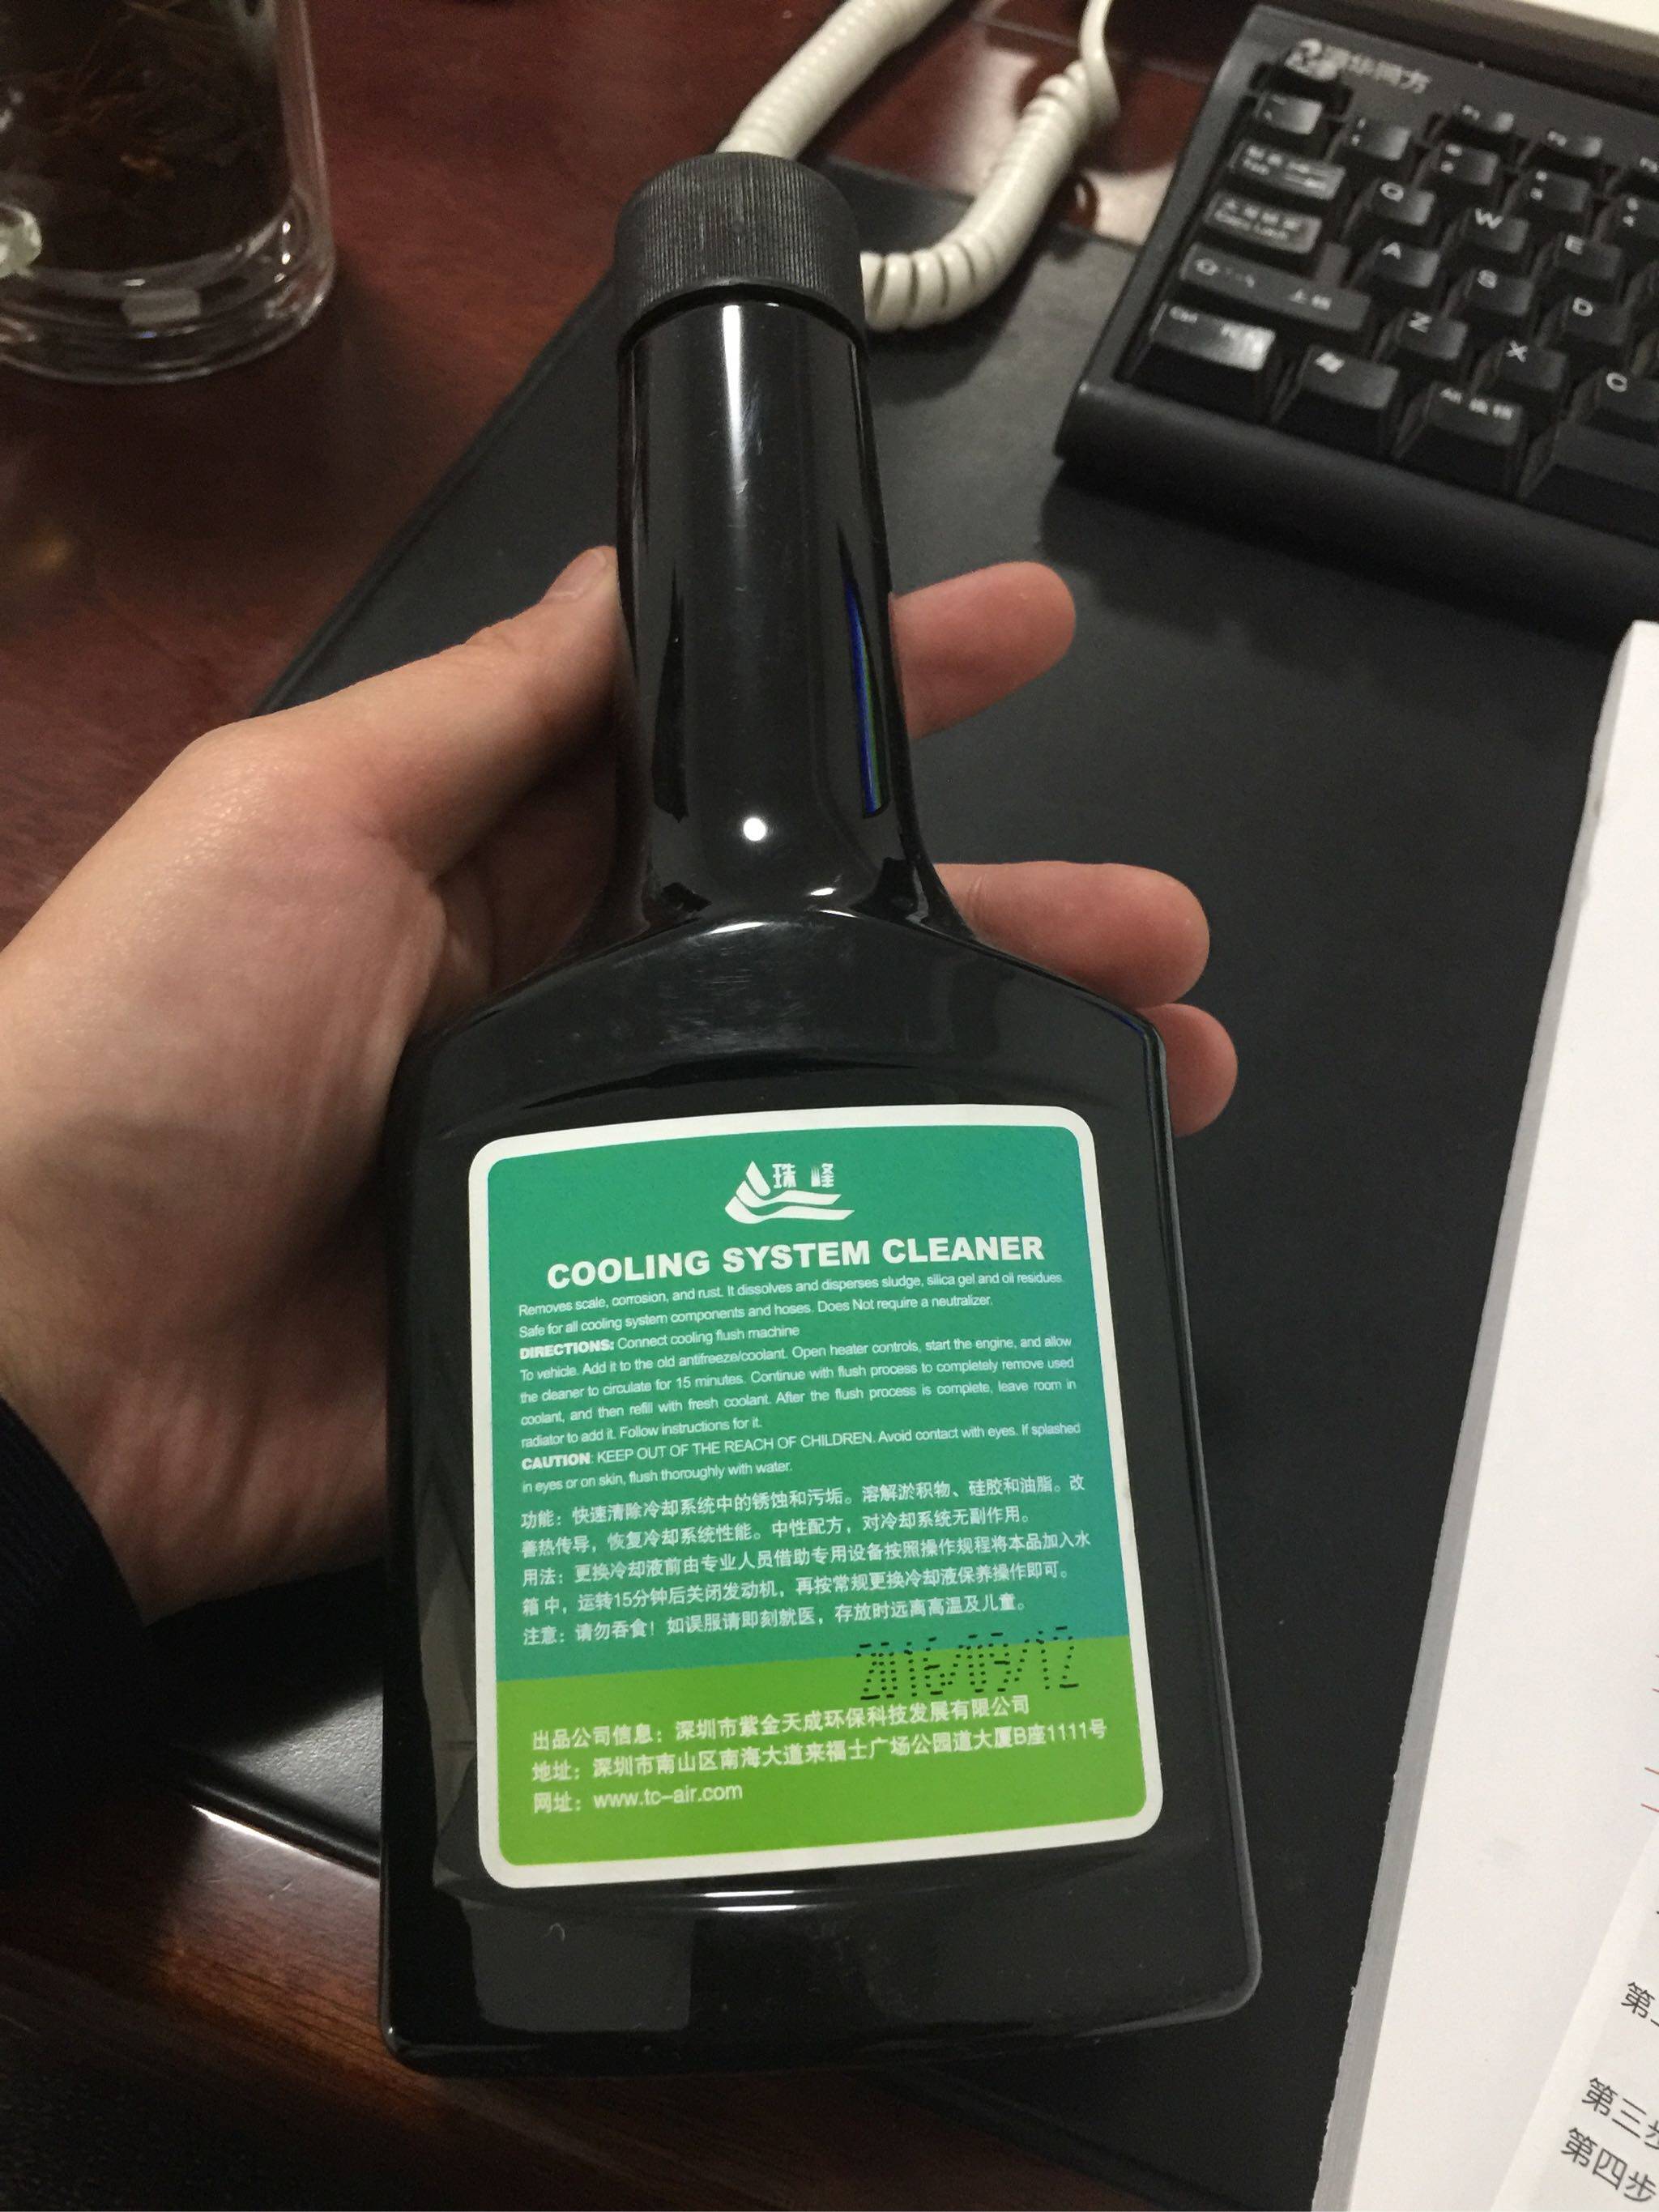 清华同方
Q
W
E
A
S
D
Z
X
C
Ctrl
Alt
珠 峰
COOLING SYSTEM CLEANER
Removes scale, corrosion, and rust. It dissolves and disperses sludge, silica gel and oil residues.
Safe for all cooling system components and hoses. Does Not require a neutralizer.
DIRECTIONS: Connect cooling flush machine
To vehicle. Add it to the old antifreeze/coolant. Open heater controls, start the engine, and allow
the cleaner to circulate for 15 minutes. Continue with flush process to completely remove used
coolant, and then refill with fresh coolant. After the flush process is complete, leave room in
radiator to add it. Follow instructions for it.
CAUTION: KEEP OUT OF THE REACH OF CHILDREN. Avoid contact with eyes. If splashed
in eyes or on skin, flush thoroughly with water.
功能：快速清除冷却系统中的锈蚀和污垢。溶解淤积物、硅胶和油脂。改
善热传导，恢复冷却系统性能。中性配方，对冷却系统无副作用。
用法：更换冷却液前由专业人员借助专用设备按照操作规程将本品加入水
箱中，运转15分钟后关闭发动机，再按常规更换冷却液保养操作即可。
注意：请勿吞食！如误服请即刻就医，存放时远离高温及儿童。
2016/09/12
出品公司信息：深圳市紫金天成环保科技发展有限公司
地址：深圳市南山区南海大道来福士广场公园道大厦B座1111号
网址：www.tc-air.com
第
第三步
第四步